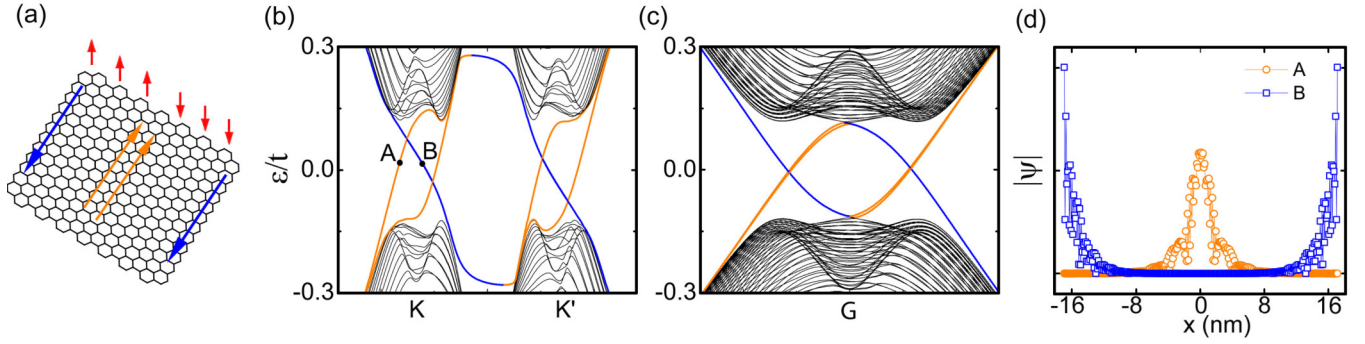 (a)
(b)
(c)
(d)
0.3
0.0
-0.3
ε/t
A
B
K
K'
0.3
0.0
-0.3
G
|ψ|
A
B
-16 -8 0 8 16
x (nm)